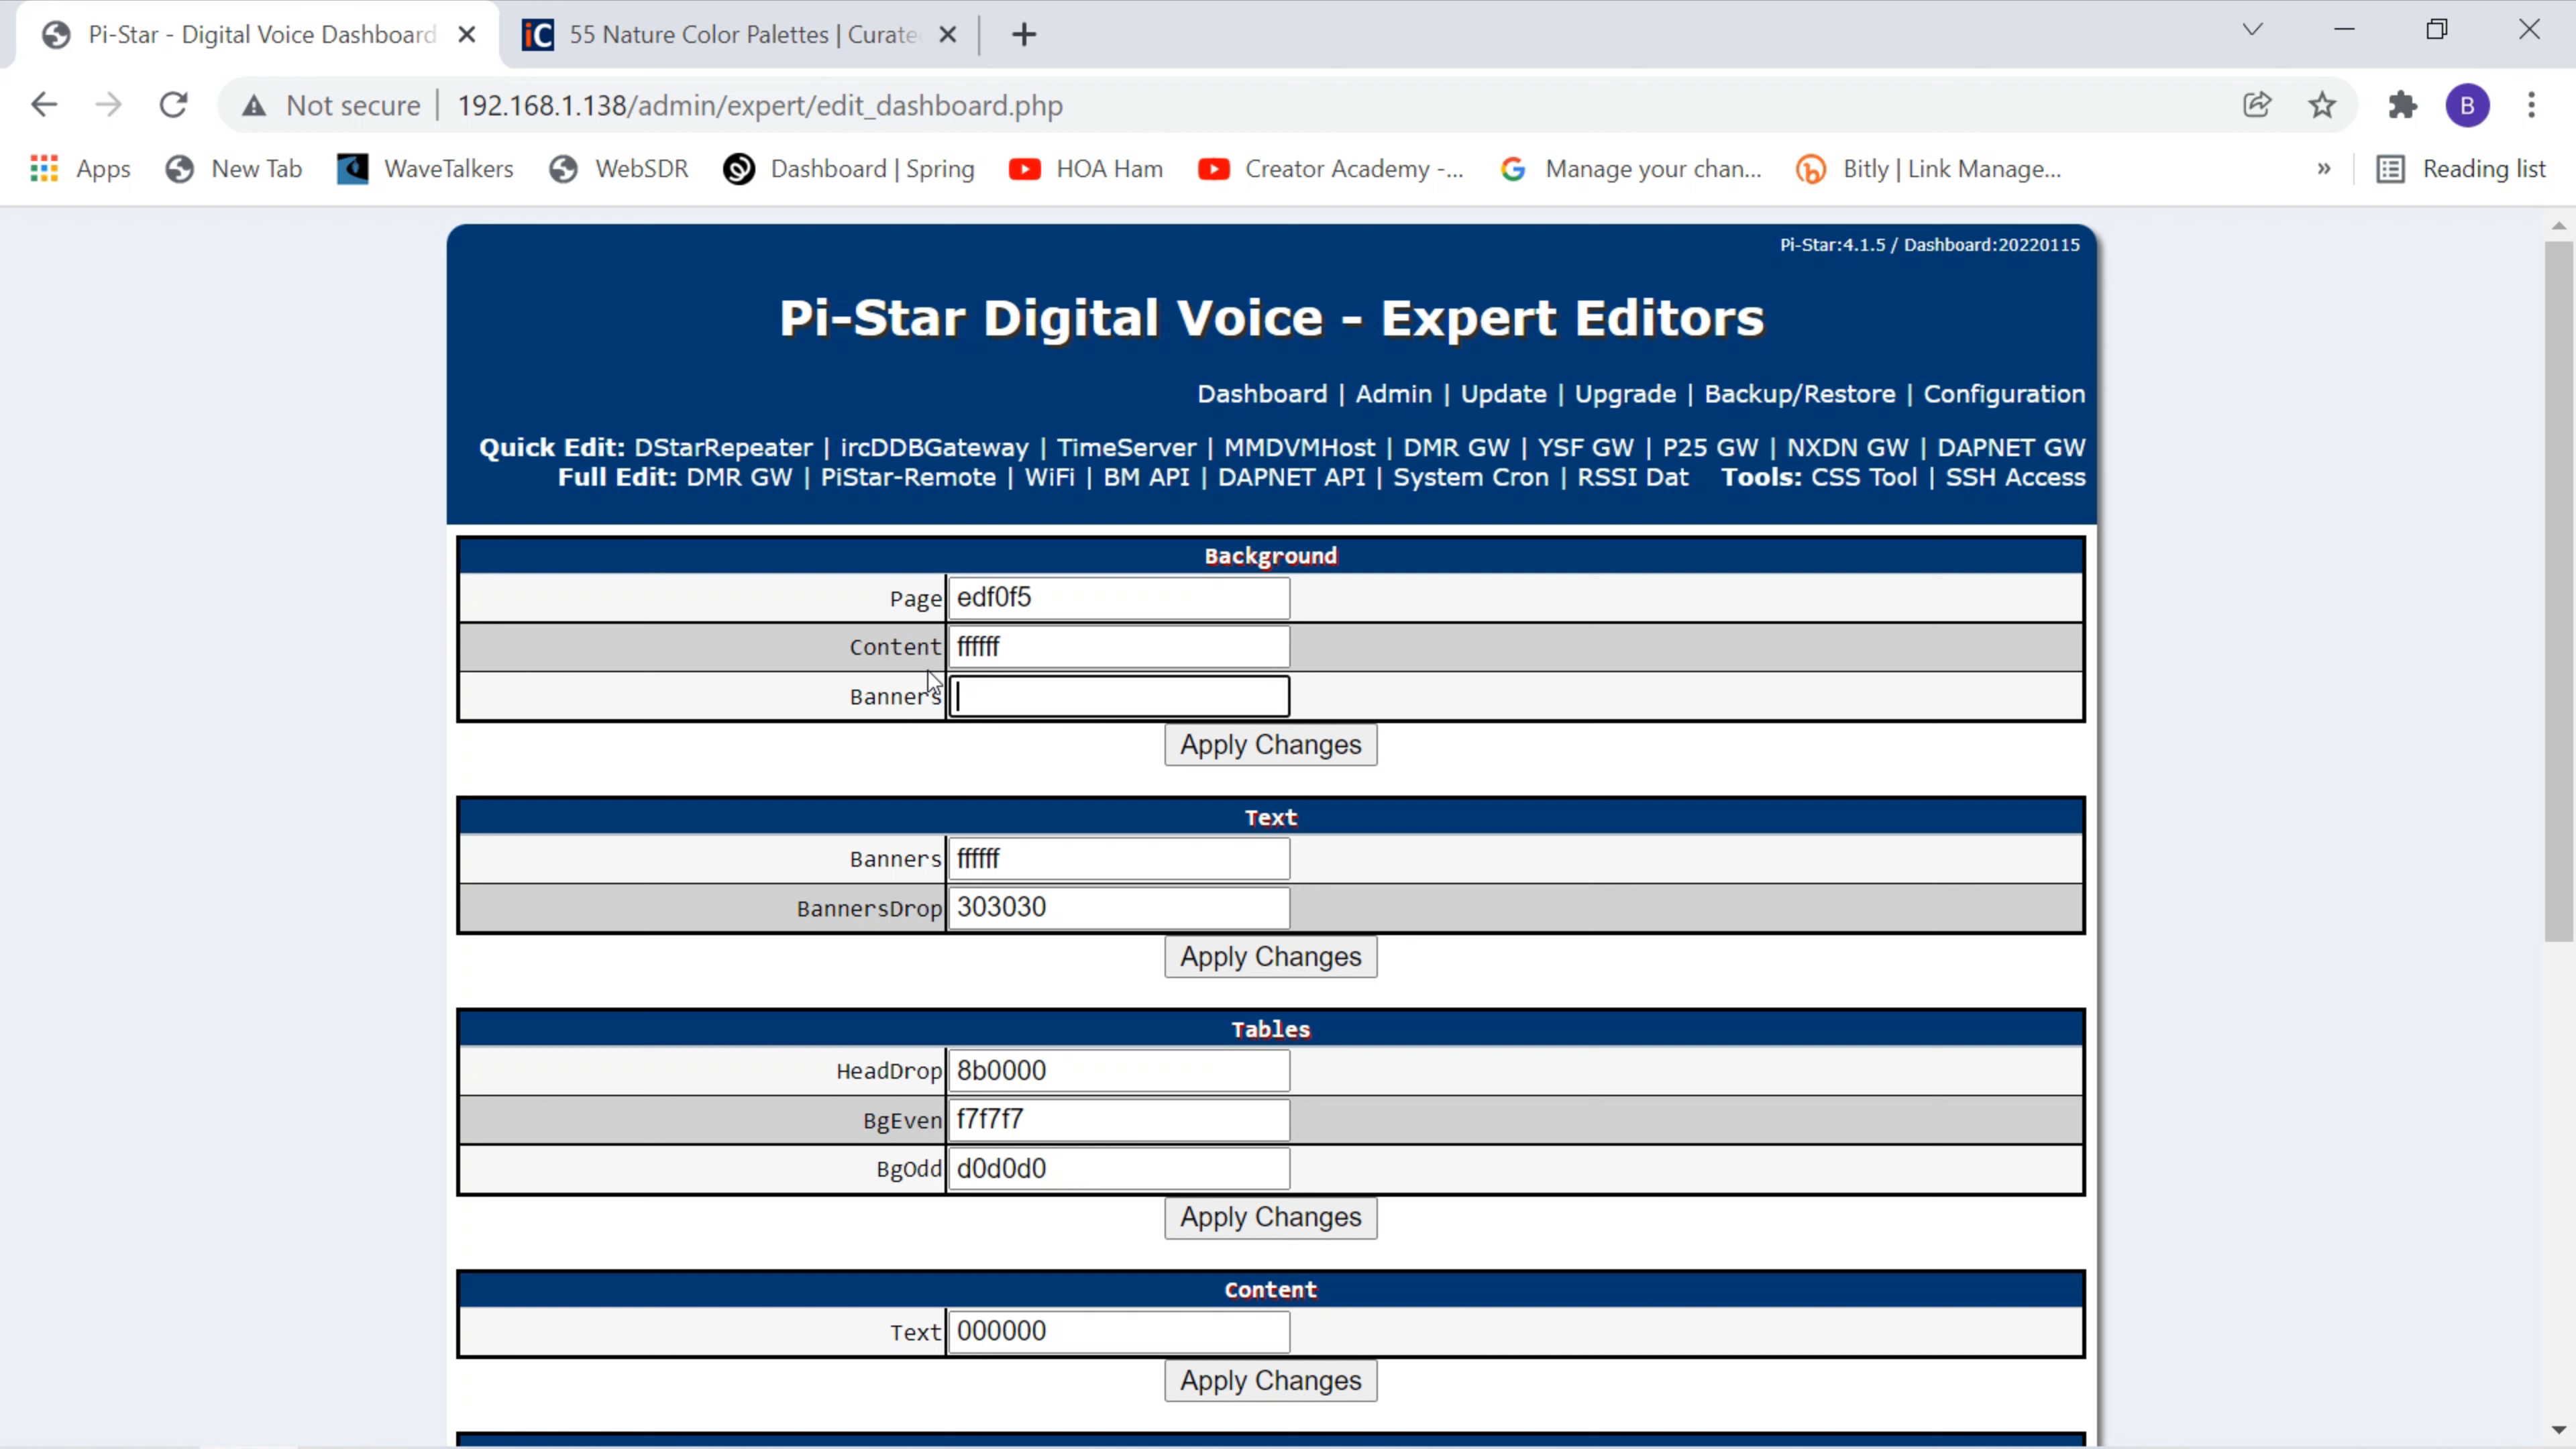 Pi-Star - Digital Voice Dashboard
iC 55 Nature Color Palettes | Curate
Not secure | 192.168.1.138/admin/expert/edit_dashboard.php
B
Apps New Tab WaveTalkers WebSDR Dashboard | Spring HOA Ham Creator Academy -... Manage your chan... Bitly | Link Manage... » Reading list
Pi-Star:4.1.5 / Dashboard:20220115
Pi-Star Digital Voice - Expert Editors
Dashboard | Admin | Update | Upgrade | Backup/Restore | Configuration
Quick Edit: DStarRepeater | ircDDBGateway | TimeServer | MMDVMHost | DMR GW | YSF GW | P25 GW | NXDN GW | DAPNET GW
Full Edit: DMR GW | PiStar-Remote | WiFi | BM API | DAPNET API | System Cron | RSSI Dat Tools: CSS Tool | SSH Access
Background
Page edf0f5
Content ffffff
Banners
Apply Changes
Text
Banners ffffff
BannersDrop 303030
Apply Changes
Tables
HeadDrop 8b0000
BgEven f7f7f7
BgOdd d0d0d0
Apply Changes
Content
Text 000000
Apply Changes